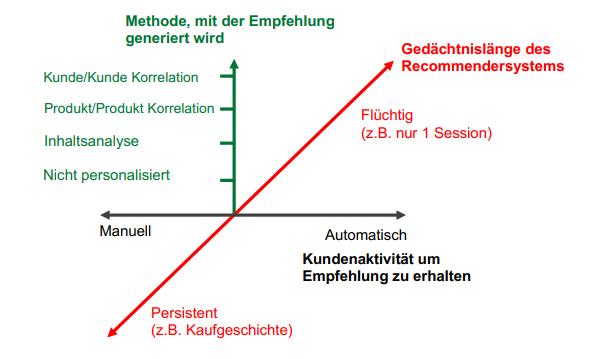 Methode, mit der Empfehlung
generiert wird
Gedächtnislänge des
Recommendersystems
Kunde/Kunde Korrelation
Produkt/Produkt Korrelation
Flüchtig
(z.B. nur 1 Session)
Inhaltsanalyse
Nicht personalisiert
Manuell
Automatisch
Kundenaktivität um
Empfehlung zu erhalten
Persistent
(z.B. Kaufgeschichte)